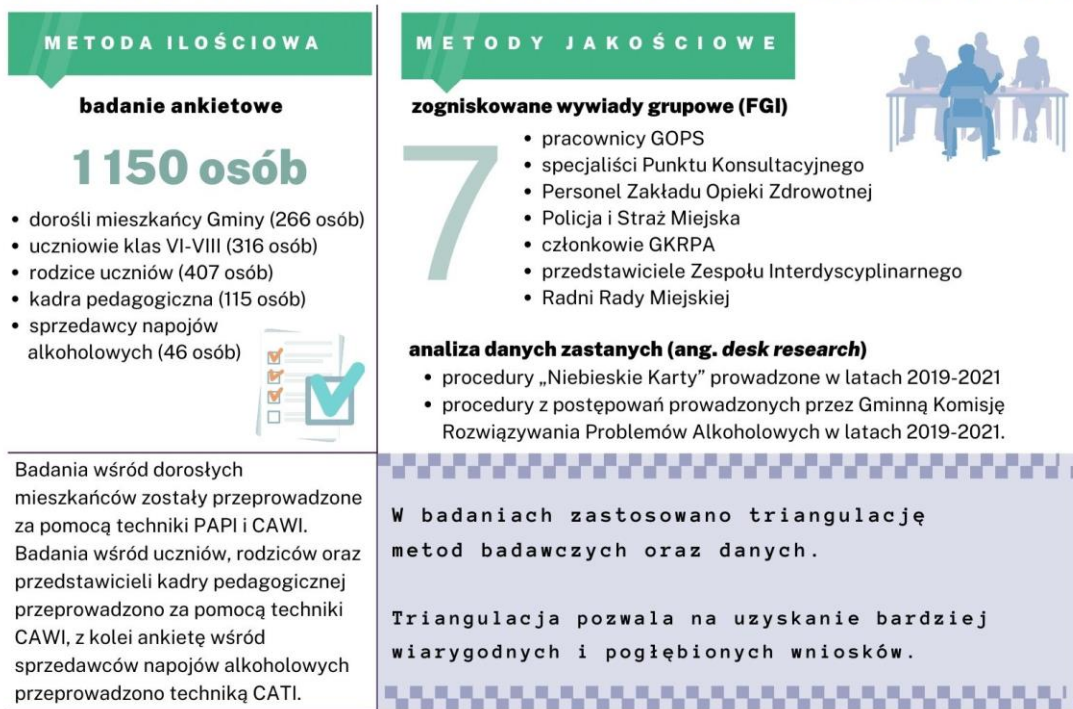 METODA ILOŚCIOWA
badanie ankietowe
1150 osób
• dorośli mieszkańcy Gminy (266 osób)
• uczniowie klas VI-VIII (316 osób)
• rodzice uczniów (407 osób)
• kadra pedagogiczna (115 osób)
• sprzedawcy napojów
alkoholowych (46 osób)
Badania wśród dorosłych
mieszkańców zostały przeprowadzone
za pomocą techniki PAPI i CAWI.
Badania wśród uczniów, rodziców oraz
przedstawicieli kadry pedagogicznej
przeprowadzono za pomocą techniki
CAWI, z kolei ankietę wśród
sprzedawców napojów alkoholowych
przeprowadzono techniką CATI.
METODY JAKOŚCIOWE
zogniskowane wywiady grupowe (FGI)
7
• pracownicy GOPS
• specjaliści Punktu Konsultacyjnego
• Personel Zakładu Opieki Zdrowotnej
• Policja i Straż Miejska
• członkowie GKRPA
• przedstawiciele Zespołu Interdyscyplinarnego
• Radni Rady Miejskiej
analiza danych zastanych (ang. desk research)
• procedury „Niebieskie Karty” prowadzone w latach 2019-2021
• procedury z postępowań prowadzonych przez Gminną Komisję
Rozwiązywania Problemów Alkoholowych w latach 2019-2021.
W badaniach zastosowano triangulację
metod badawczych oraz danych.
Triangulacja pozwala na uzyskanie bardziej
wiarygodnych i pogłębionych wniosków.